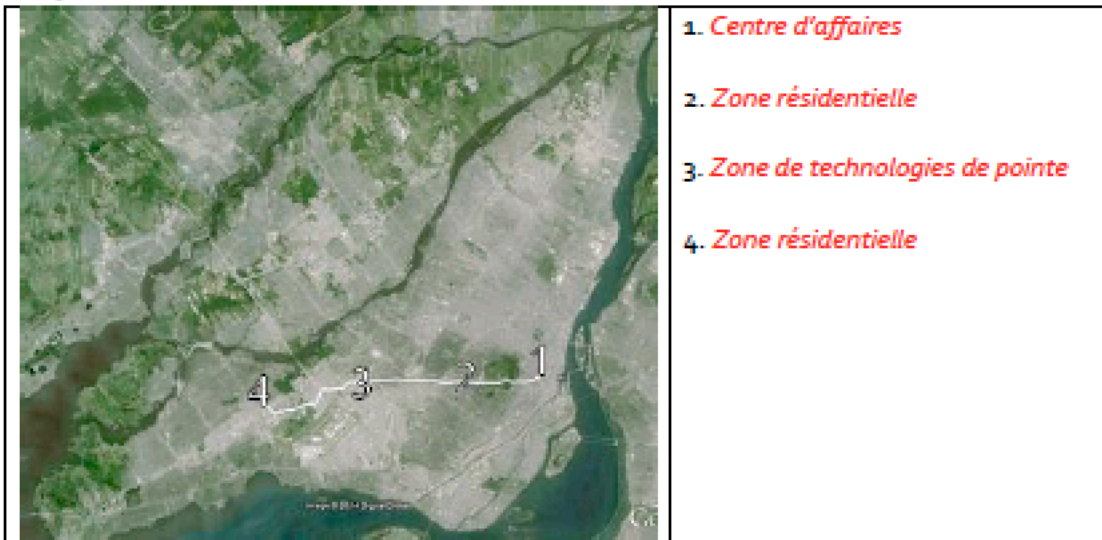 1. Centre d'affaires
2. Zone résidentielle
3. Zone de technologies de pointe
4. Zone résidentielle
1
2
3
4